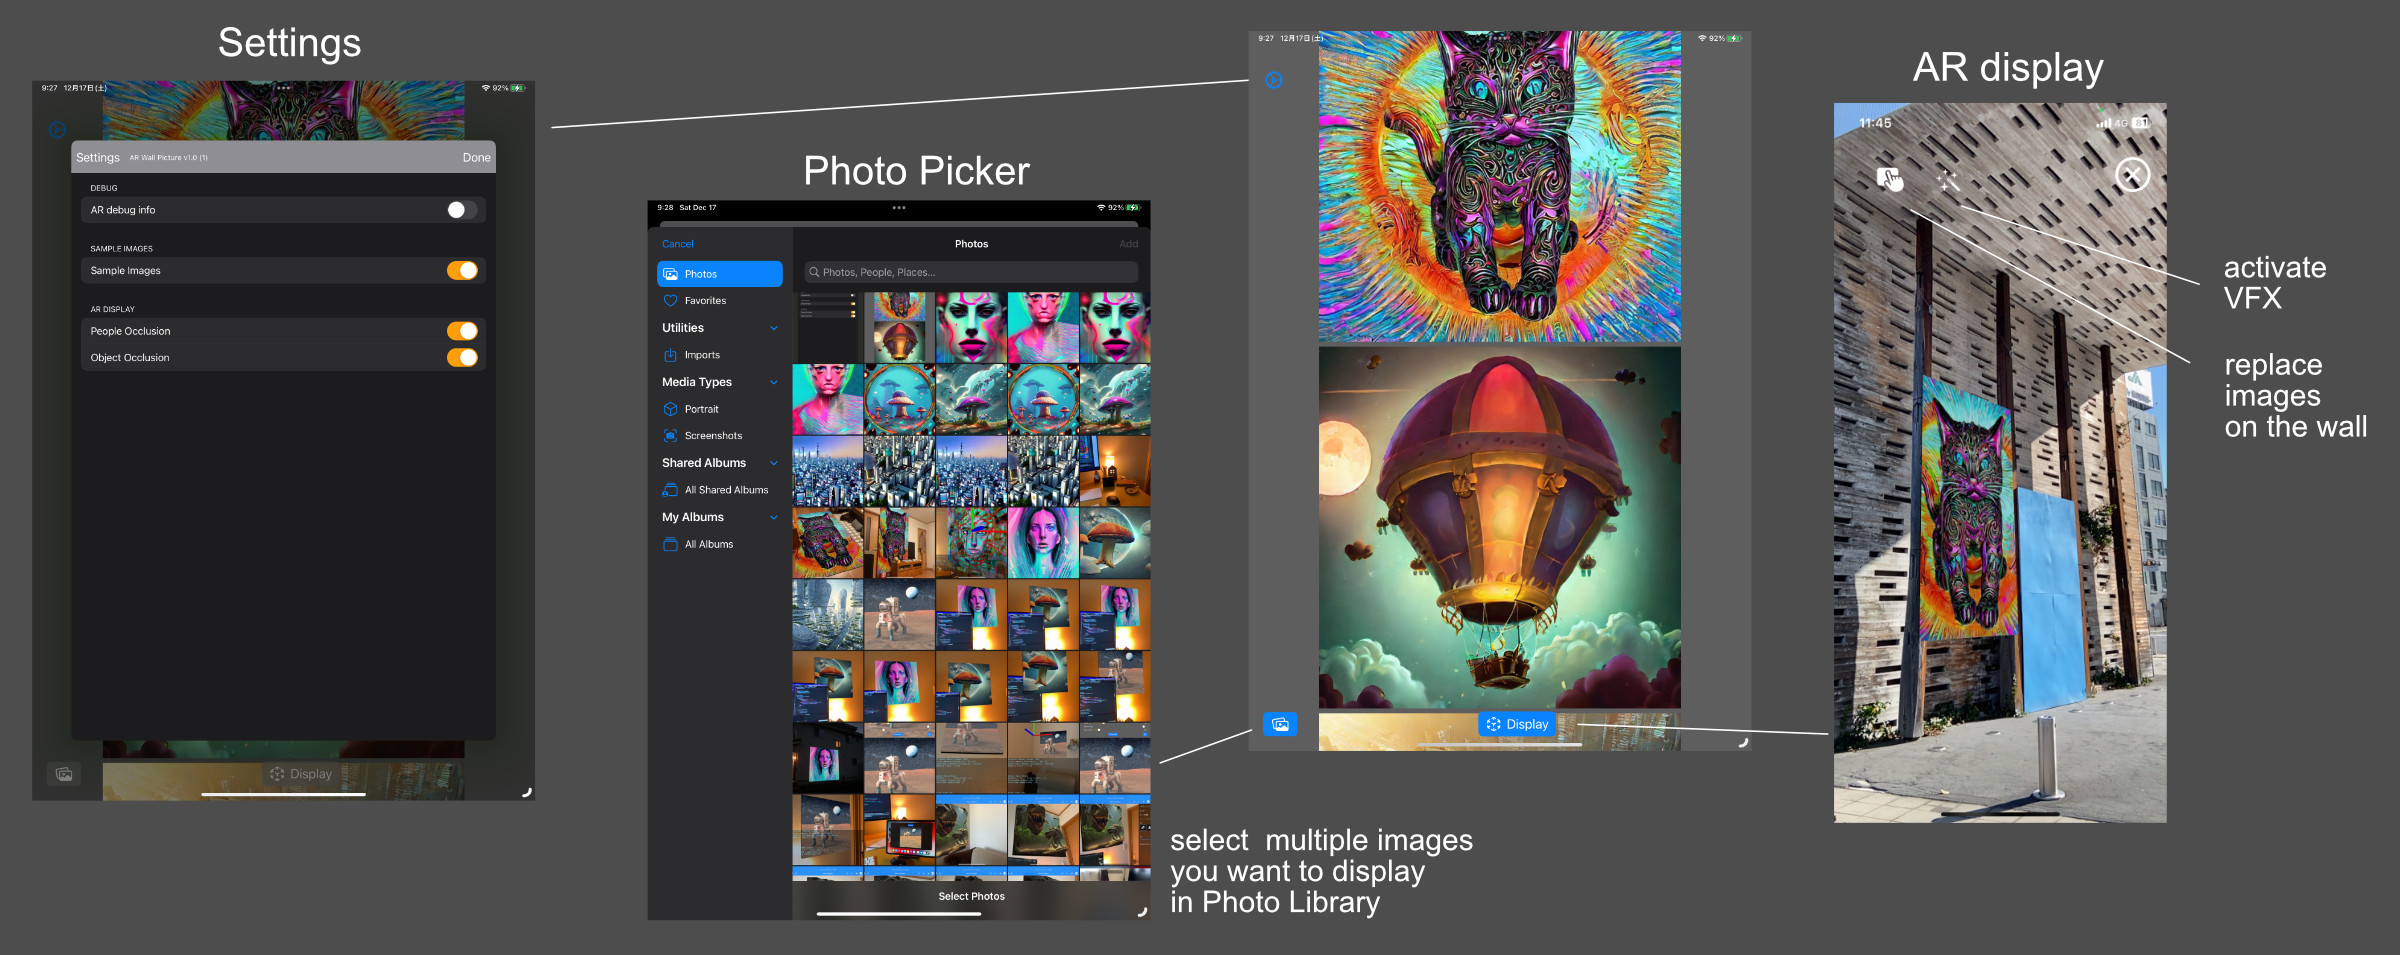 Settings
9:27 12月17日(土)
92%
Settings AR Wall Picture v1.0 (1) Done
DEBUG
AR debug info
SAMPLE IMAGES
Sample Images
AR DISPLAY
People Occlusion
Object Occlusion
Display
Photo Picker
9:28 Sat Dec 17
92%
Cancel
Photos
Add
Photos
Photos, People, Places...
Favorites
Utilities
Imports
Media Types
Portrait
Screenshots
Shared Albums
All Shared Albums
My Albums
All Albums
Select Photos
select multiple images
you want to display
in Photo Library
9:27 12月17日(土)
92%
Display
AR display
11:45
4G 81
activate
VFX
replace
images
on the wall